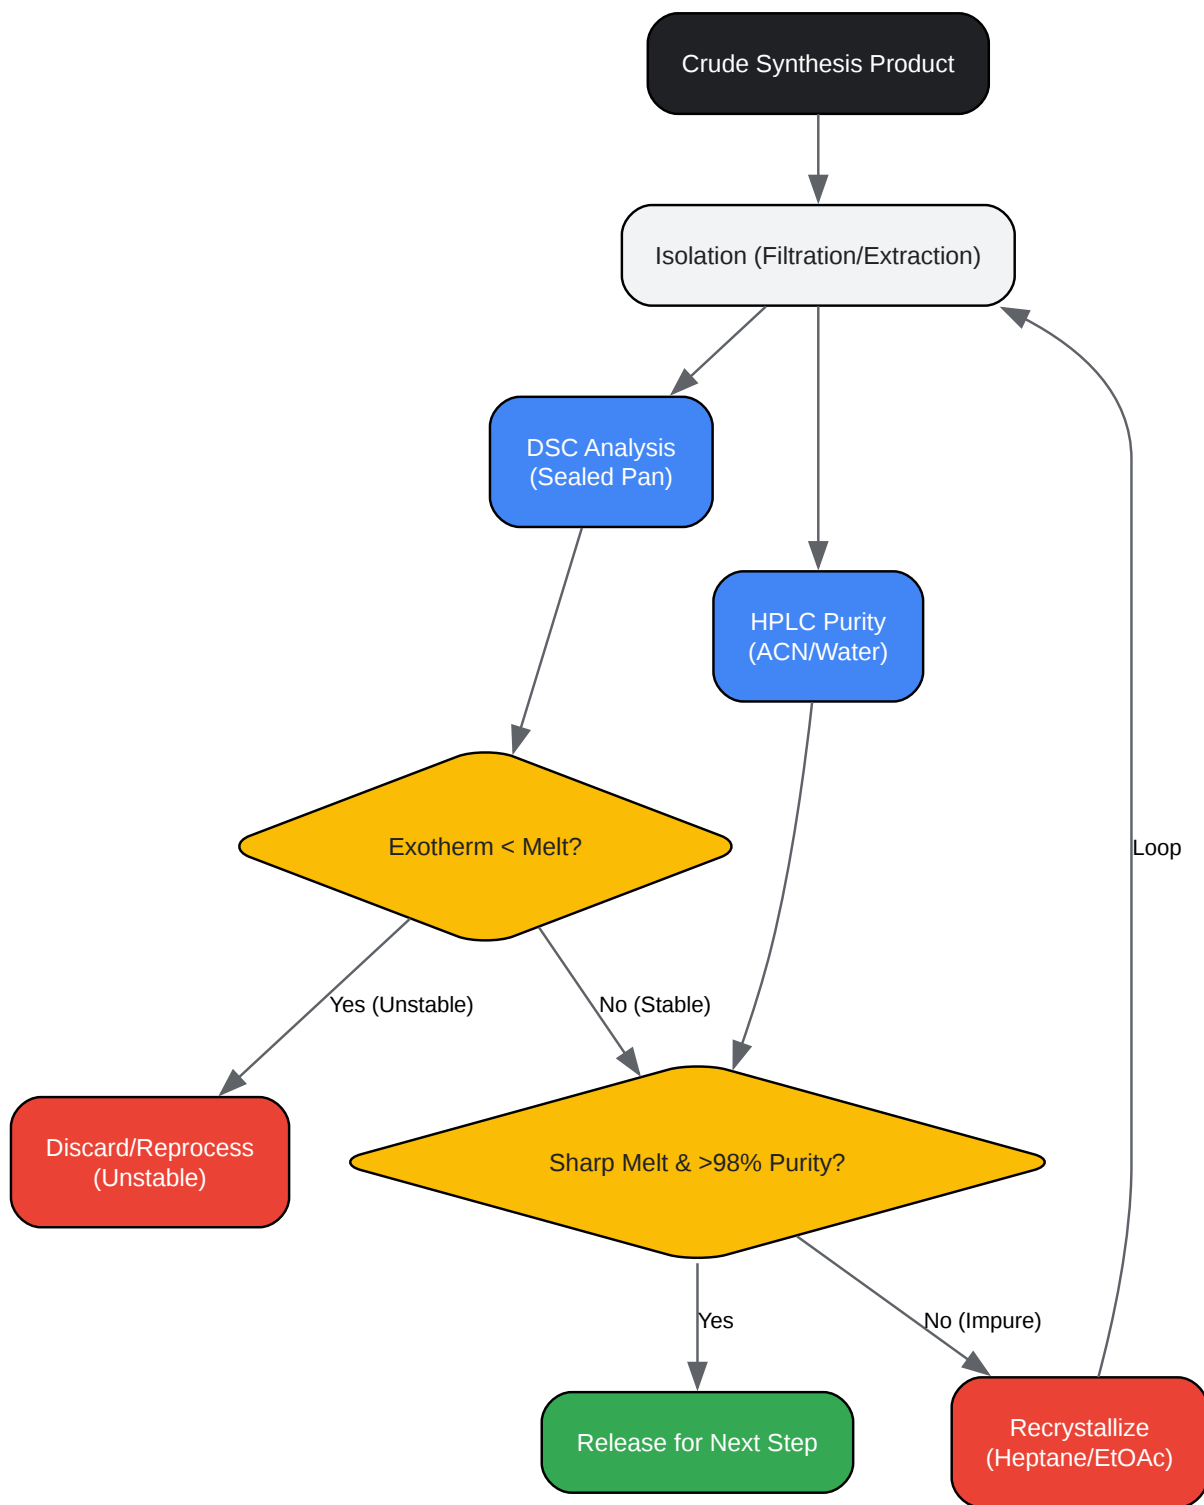 Crude Synthesis Product
Isolation (Filtration/Extraction)
DSC Analysis
(Sealed Pan)
HPLC Purity
(ACN/Water)
Exotherm < Melt?
Loop
Yes (Unstable)
No (Stable)
Discard/Reprocess
(Unstable)
Sharp Melt & >98% Purity?
Yes
No (Impure)
Release for Next Step
Recrystallize
(Heptane/EtOAc)